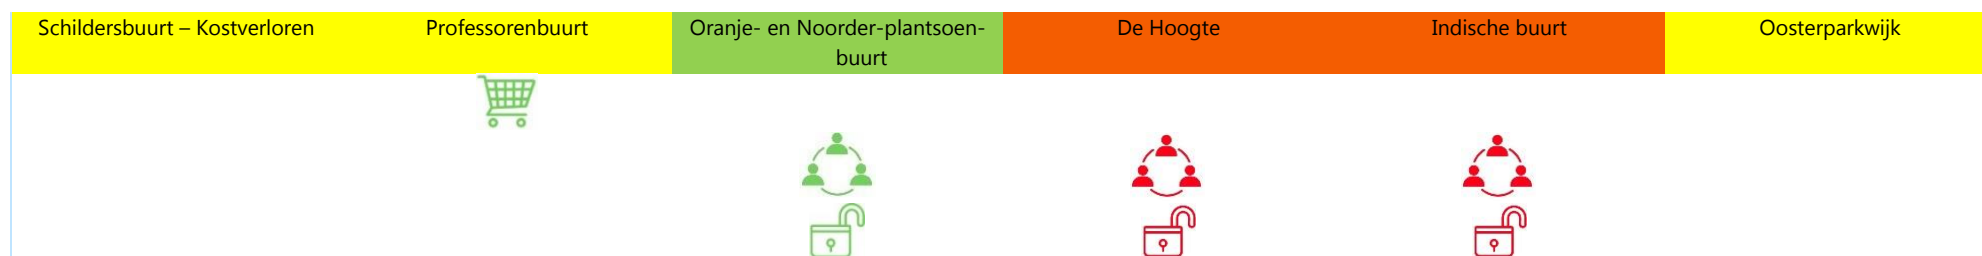 Schildersbuurt – Kostverloren
Professorenbuurt
Oranje- en Noorder-plantsoen-
buurt
De Hoogte
Indische buurt
Oosterparkwijk